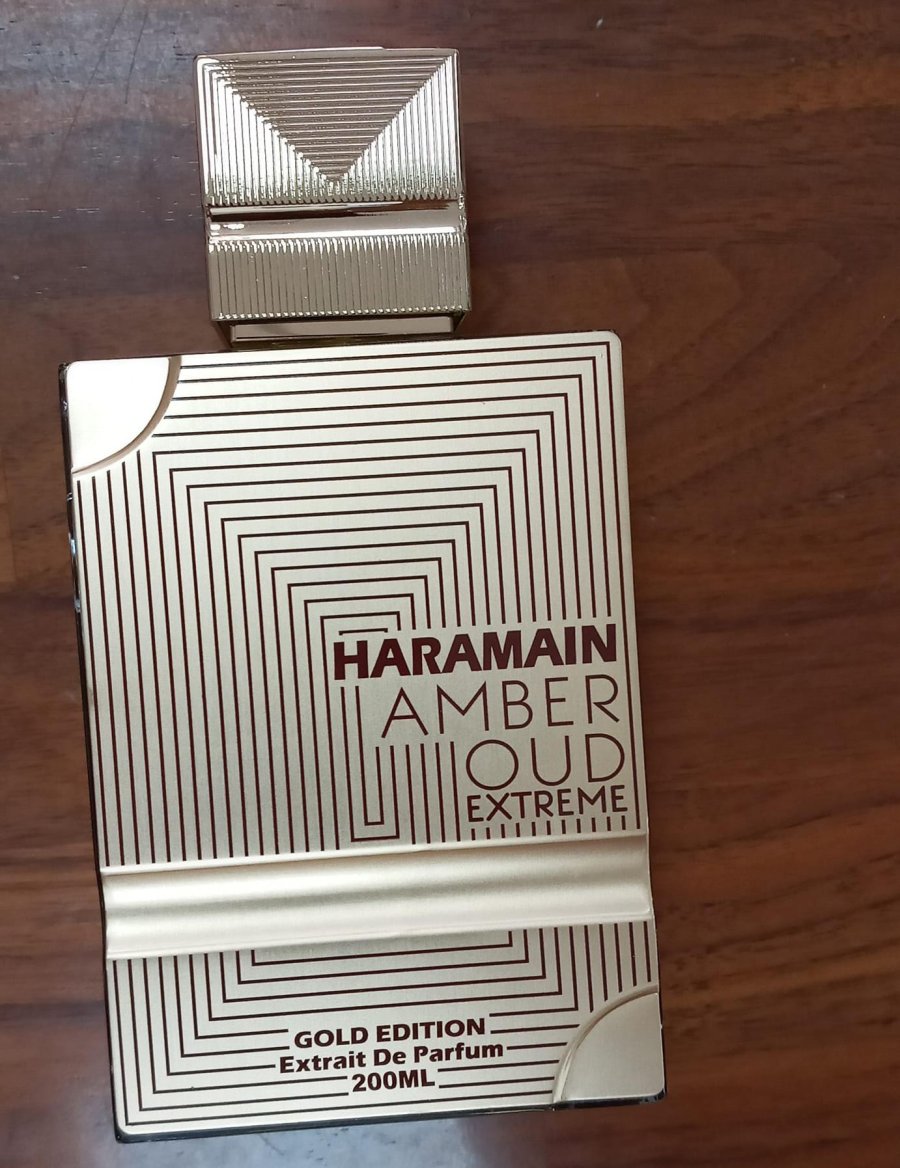 HARAMAIN
AMBER
OUD
EXTREME
GOLD EDITION
Extrait De Parfum
200ML